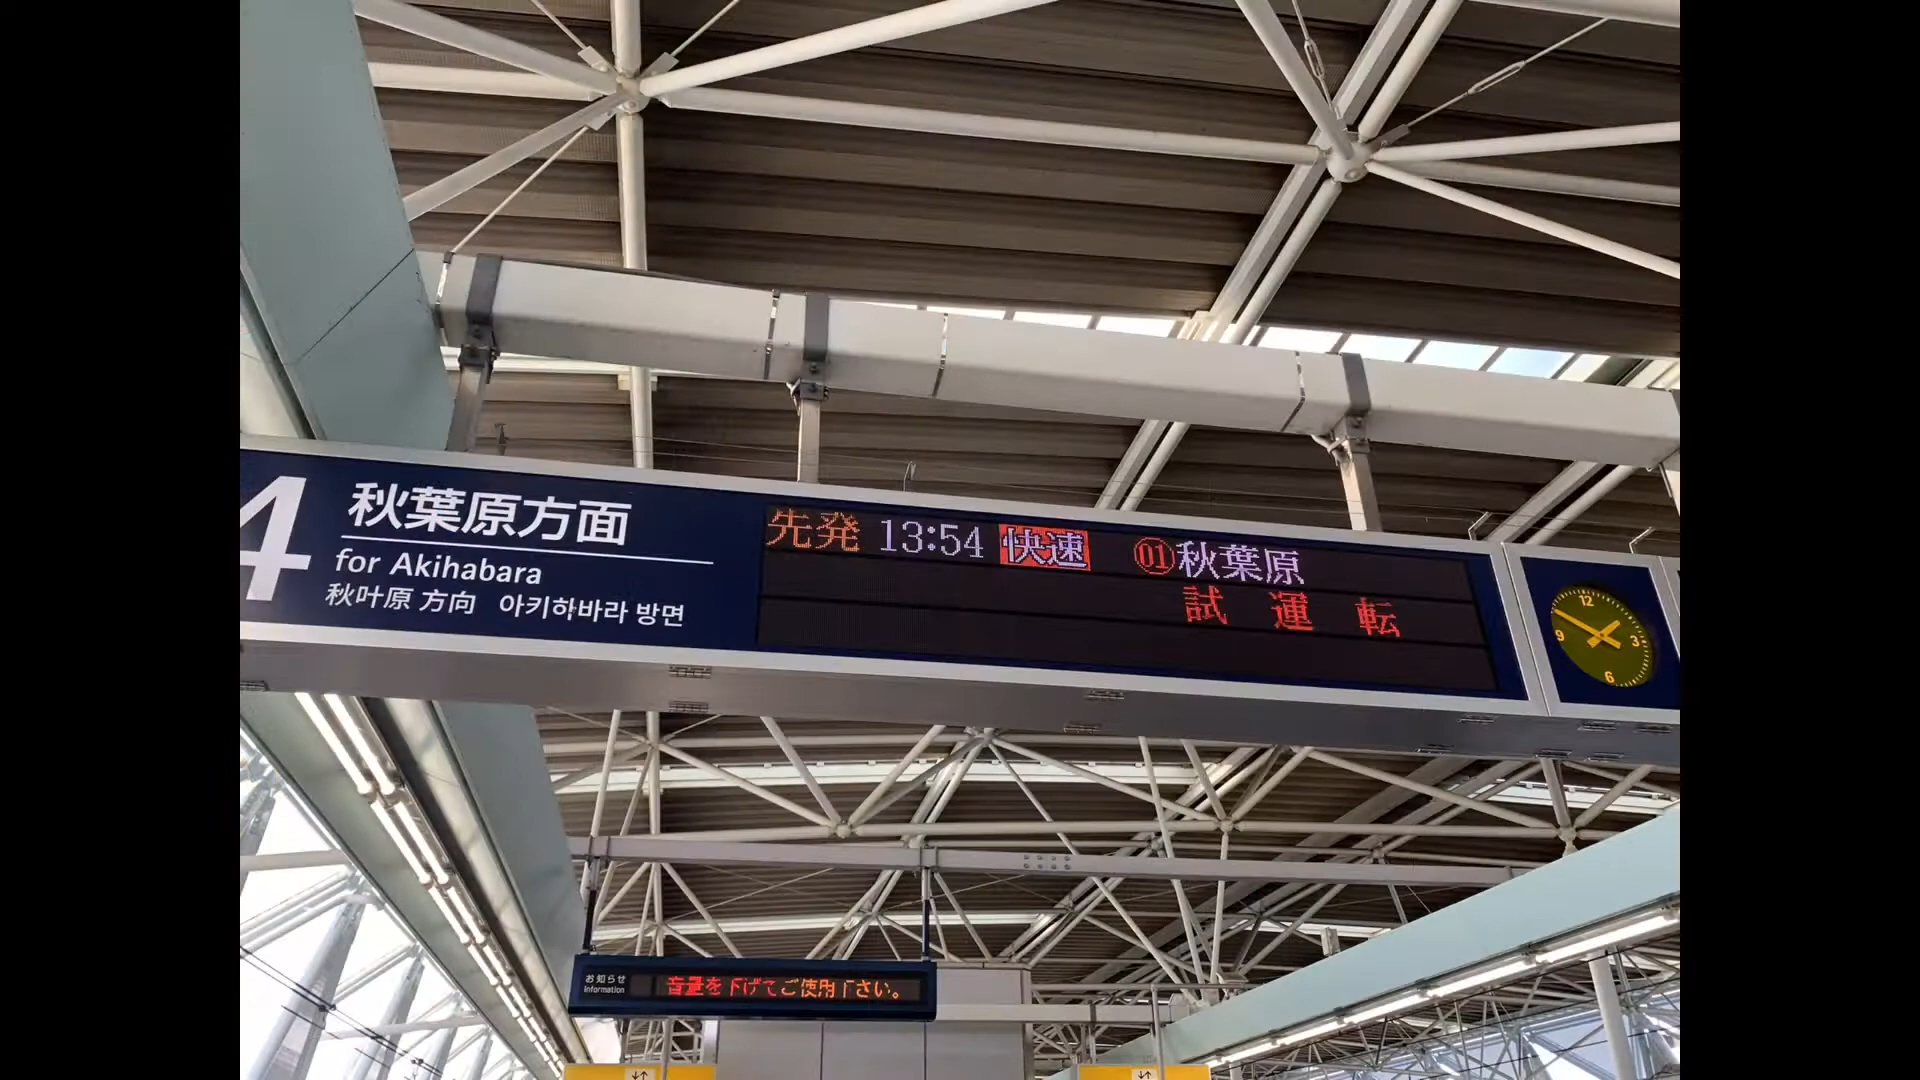 4
秋葉原方面
for Akihabara
秋叶原 方向 아키하바라 방면
先発 13:54 快速 01 秋葉原
試 運 転
12
3
6
9
お知らせ
Information
音量を下げてご使用下さい。